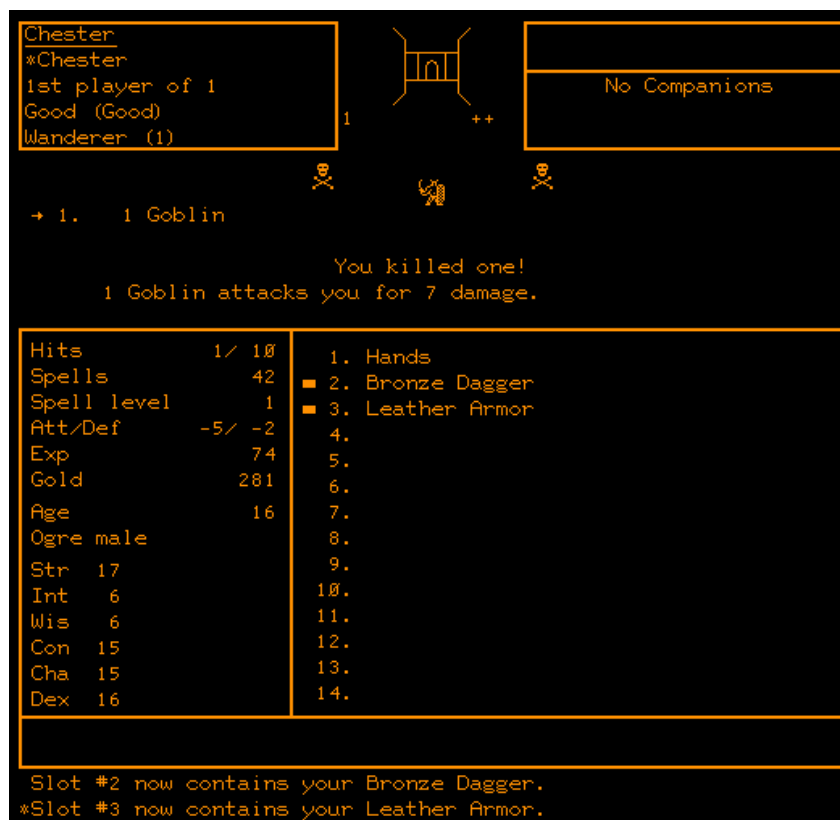 Chester
*Chester
1st player of 1
Good (Good)
Wanderer (1)
1 ++
No Companions
→ 1. 1 Goblin
You killed one!
1 Goblin attacks you for 7 damage.
Hits 1/ 10
Spells 42
Spell level 1
Att/Def -5/ -2
Exp 74
Gold 281
Age 16
Ogre male
Str 17
Int 6
Wis 6
Con 15
Cha 15
Dex 16
1. Hands
2. Bronze Dagger
3. Leather Armor
4.
5.
6.
7.
8.
9.
10.
11.
12.
13.
14.
Slot #2 now contains your Bronze Dagger.
*Slot #3 now contains your Leather Armor.